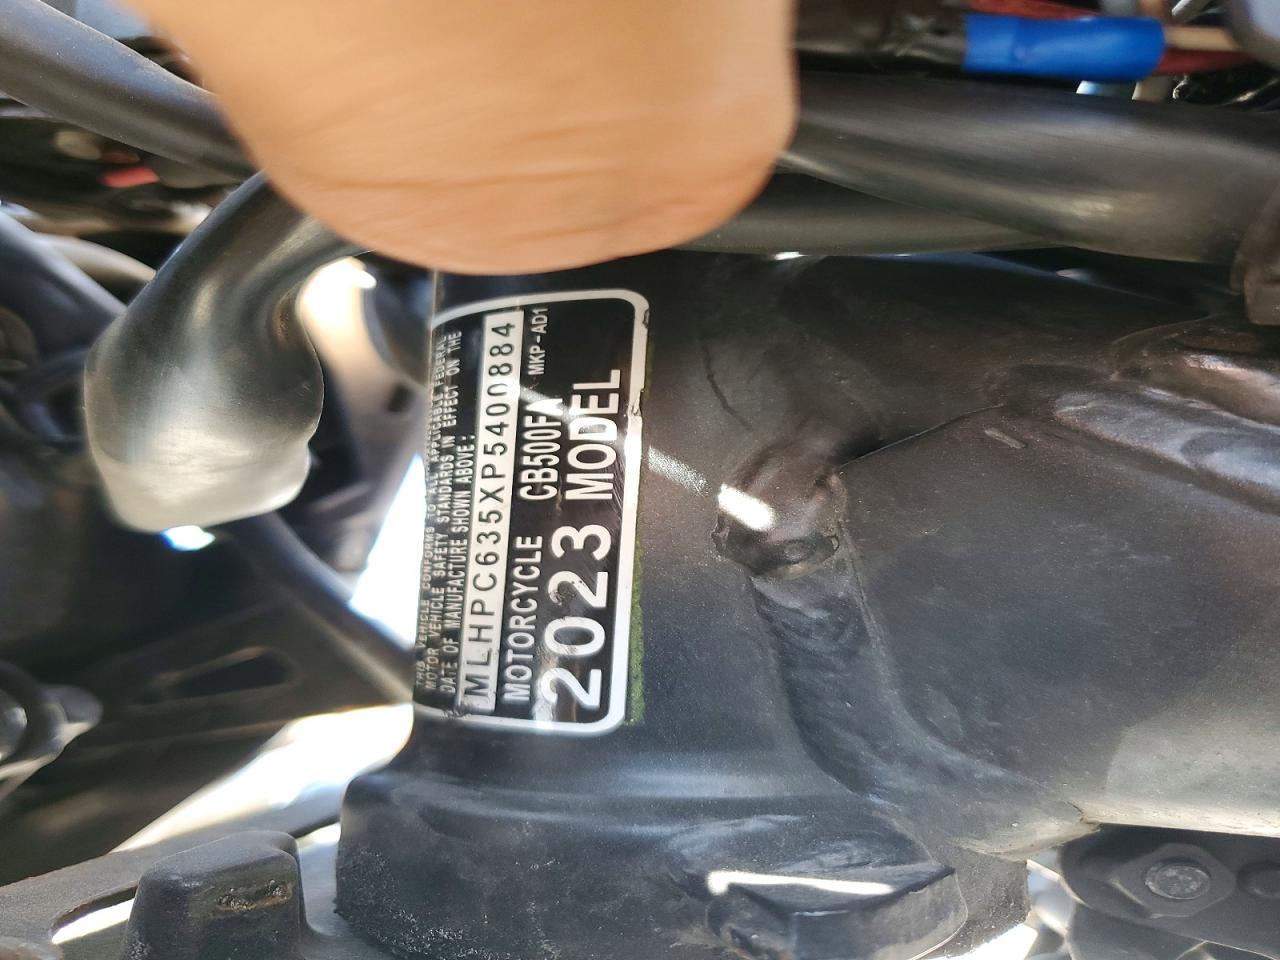 THIS VEHICLE CONFORMS TO ALL APPLICABLE FEDERAL
MOTOR VEHICLE SAFETY STANDARDS IN EFFECT ON THE
DATE OF MANUFACTURE SHOWN ABOVE:
MLHPC635XP5400884
MOTORCYCLE CB500FA MKP-AD1
2023 MODEL